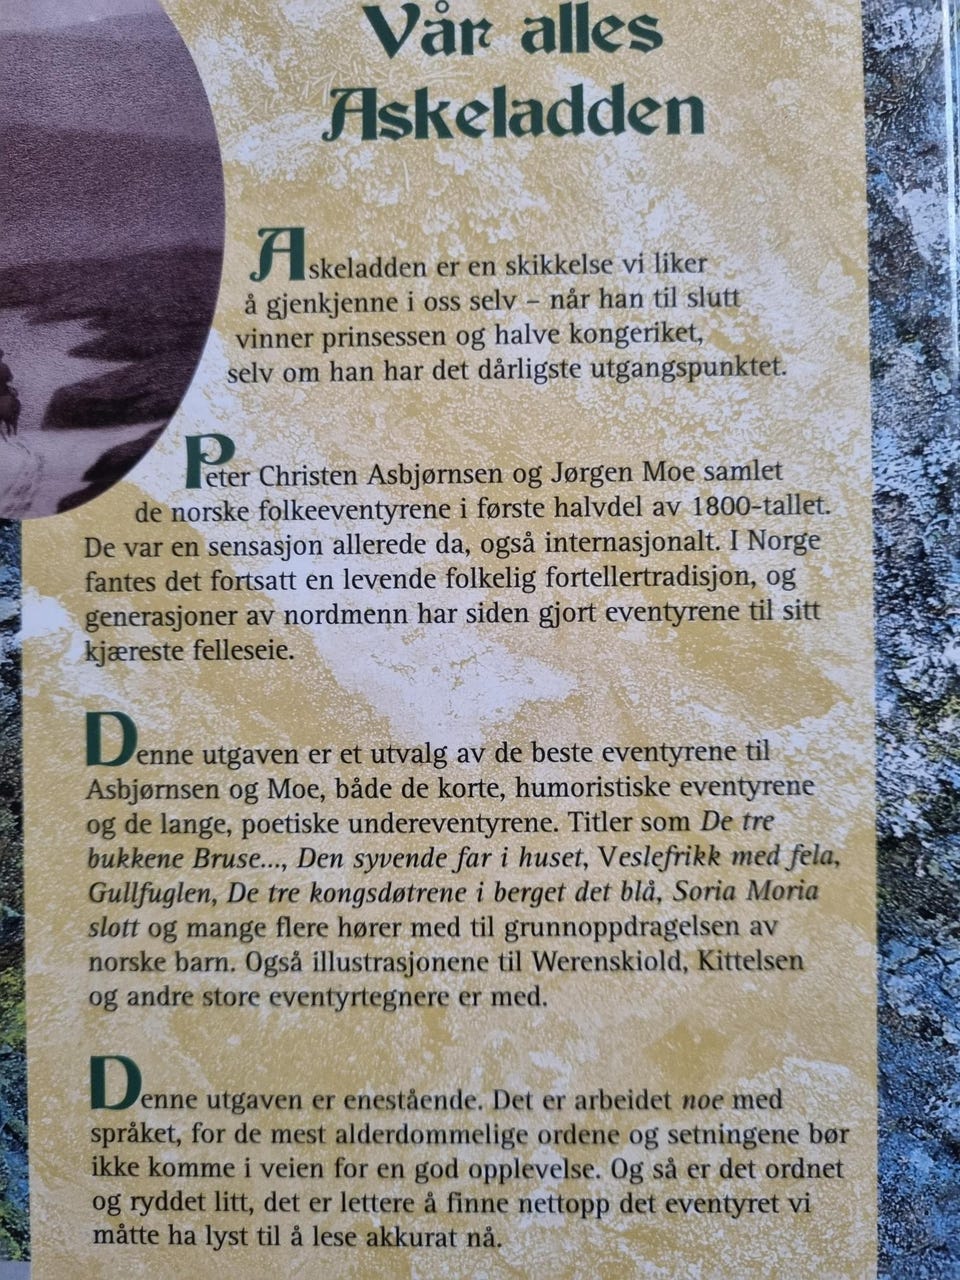 Vår alles
Askeladden
Askeladden er en skikkelse vi liker
å gjenkjenne i oss selv – når han til slutt
vinner prinsessen og halve kongeriket,
selv om han har det dårligste utgangspunktet.
Peter Christen Asbjørnsen og Jørgen Moe samlet
de norske folkeeventyrene i første halvdel av 1800-tallet.
De var en sensasjon allerede da, også internasjonalt. I Norge
fantes det fortsatt en levende folkelig fortellertradisjon, og
generasjoner av nordmenn har siden gjort eventyrene til sitt
kjæreste felleseie.
Denne utgaven er et utvalg av de beste eventyrene til
Asbjørnsen og Moe, både de korte, humoristiske eventyrene
og de lange, poetiske undereventyrene. Titler som De tre
bukkene Bruse..., Den syvende far i huset, Veslefrikk med fela,
Gullfuglen, De tre kongsdøtrene i berget det blå, Soria Moria
slott og mange flere hører med til grunnoppdragelsen av
norske barn. Også illustrasjonene til Werenskiold, Kittelsen
og andre store eventyrtegnere er med.
Denne utgaven er enestående. Det er arbeidet noe med
språket, for de mest alderdommelige ordene og setningene bør
ikke komme i veien for en god opplevelse. Og så er det ordnet
og ryddet litt, det er lettere å finne nettopp det eventyret vi
måtte ha lyst til å lese akkurat nå.